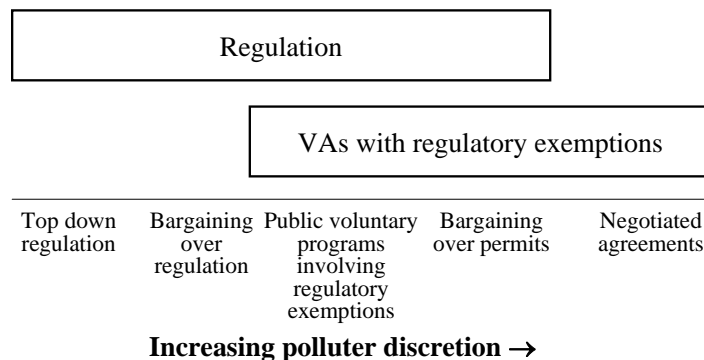 Regulation
VAs with regulatory exemptions
Top down
regulation
Bargaining
over
regulation
Public voluntary
programs
involving
regulatory
exemptions
Bargaining
over permits
Negotiated
agreements
Increasing polluter discretion →